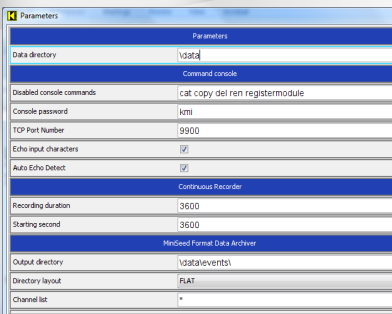 Parameters
Parameters
Data directory \data
Command console
Disabled console commands cat copy del ren registermodule
Console password kmi
TCP Port Number 9900
Echo input characters
Auto Echo Detect
Continuous Recorder
Recording duration 3600
Starting second 3600
MiniSeed Format Data Archiver
Output directory \data\events\
Directory layout FLAT
Channel list *